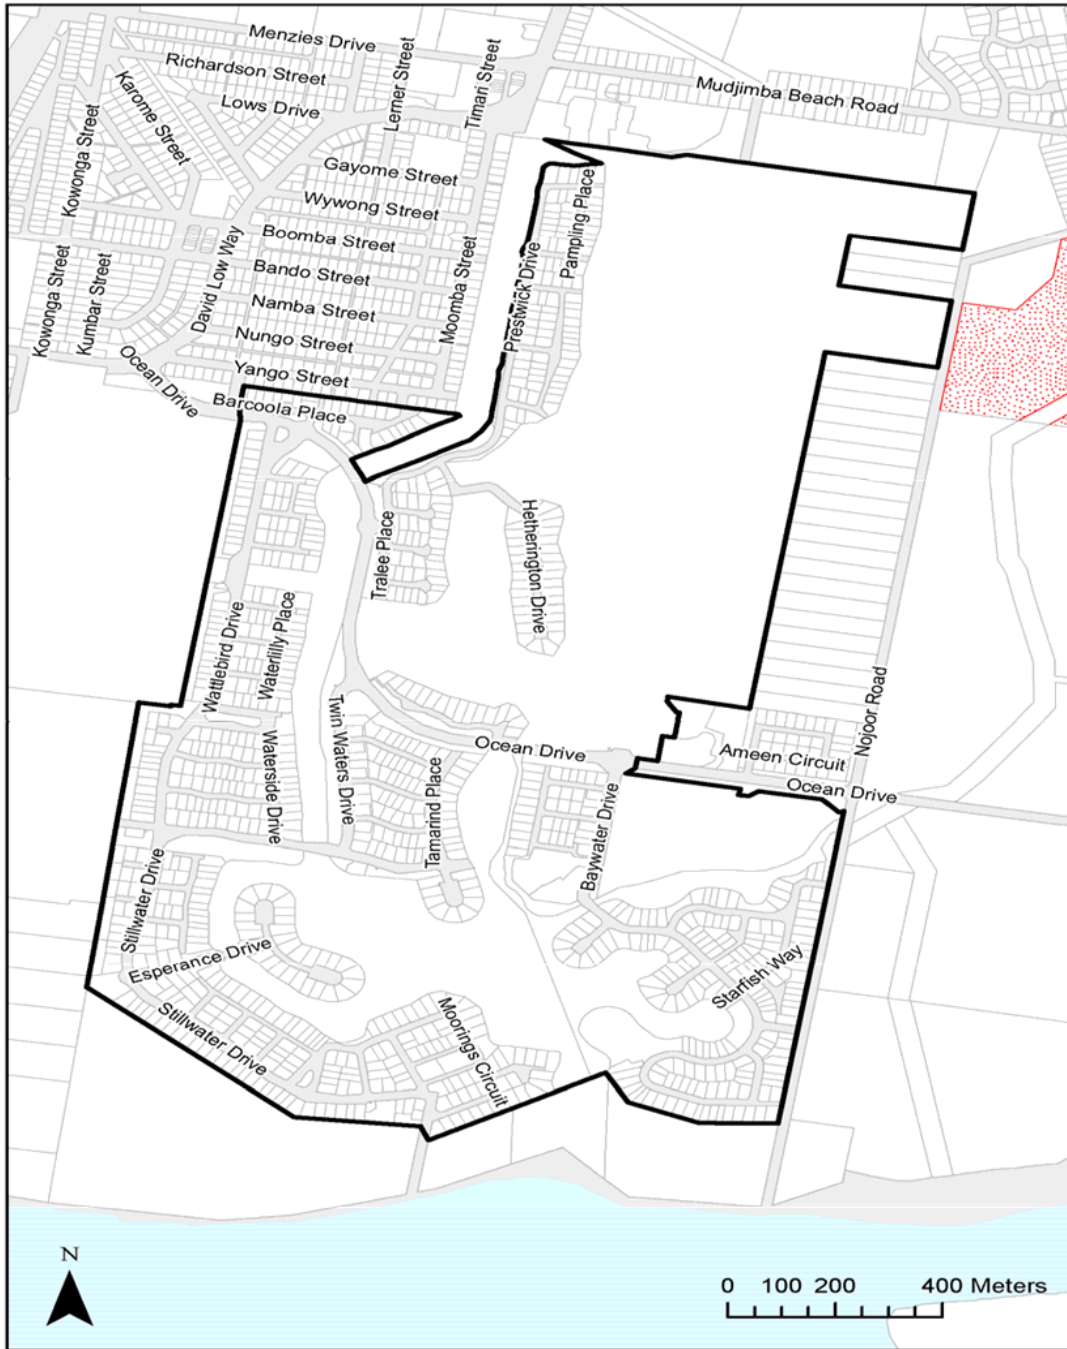 Menzies Drive
Richardson Street
Lerner Street
Timari Street
Mudjimba Beach Road
Karome Street
Lows Drive
Kowonga Street
Gayome Street
Wywong Street
Pampling Place
Boomba Street
David Low Way
Bando Street
Moomba Street
Prestwick Drive
Kowonga Street
Kumbar Street
Namba Street
Nungo Street
Yango Street
Ocean Drive
Barcoola Place
Tralee Place
Hetherington Drive
Wattlebird Drive
Waterlilly Place
Twin Waters Drive
Nojoor Road
Waterside Drive
Ocean Drive
Ameen Circuit
Tamarind Place
Ocean Drive
Baywater Drive
Stillwater Drive
Esperance Drive
Starfish Way
Stillwater Drive
Moorings Circuit
N
0 100 200 400 Meters